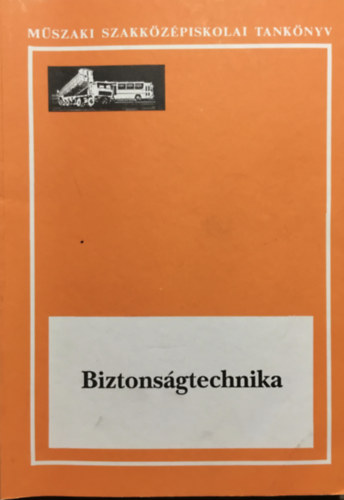 MŰSZAKI SZAKKÖZÉPISKOLAI TANKÖNYV
Biztonságtechnika